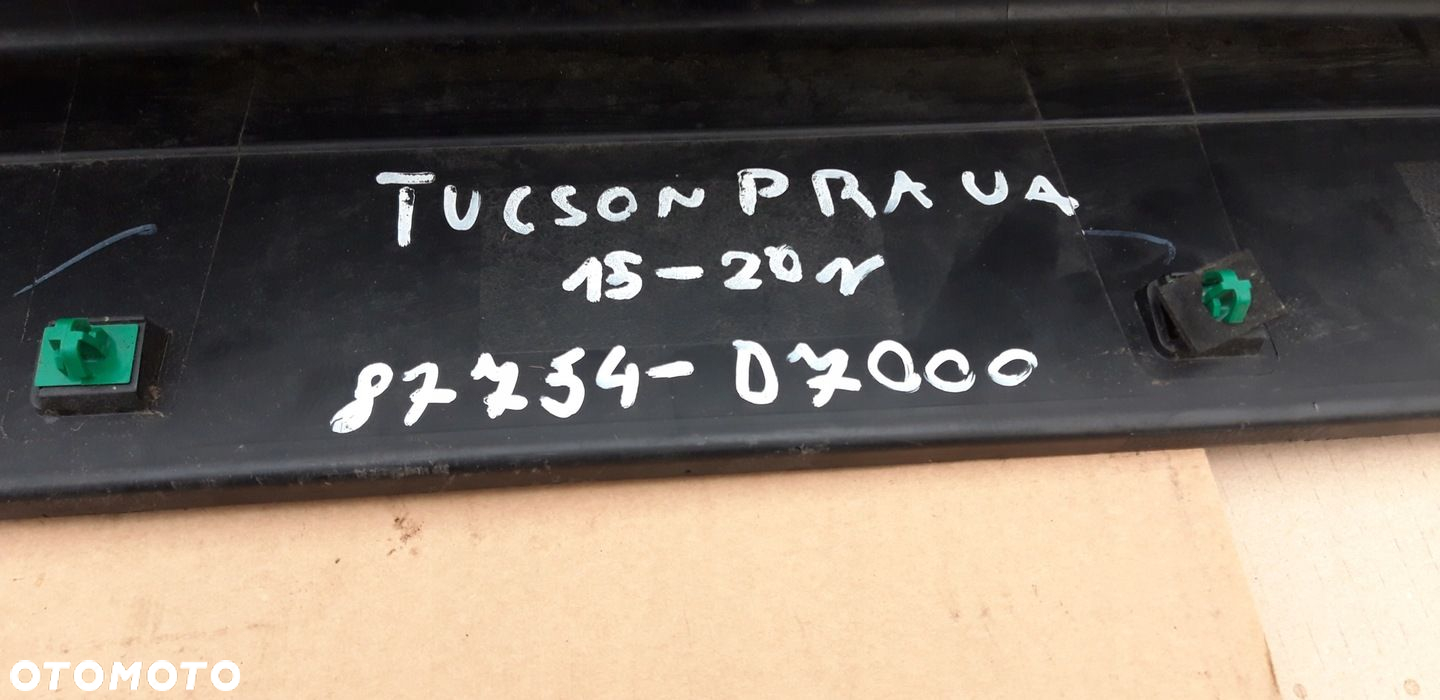 TUCSON PRAWA
15-20r
87754-D7000
OTOMOTO